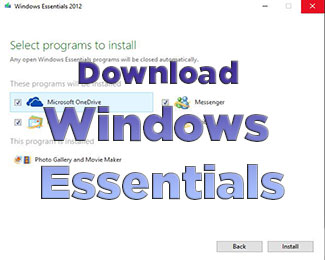 Windows Essentials 2012
Select programs to install
Any open Windows Essentials programs will be closed automatically.
These programs will be installed
Download
Microsoft OneDrive
Messenger
Windows
This program is installed
Essentials
Photo Gallery and Movie Maker
Back
Install